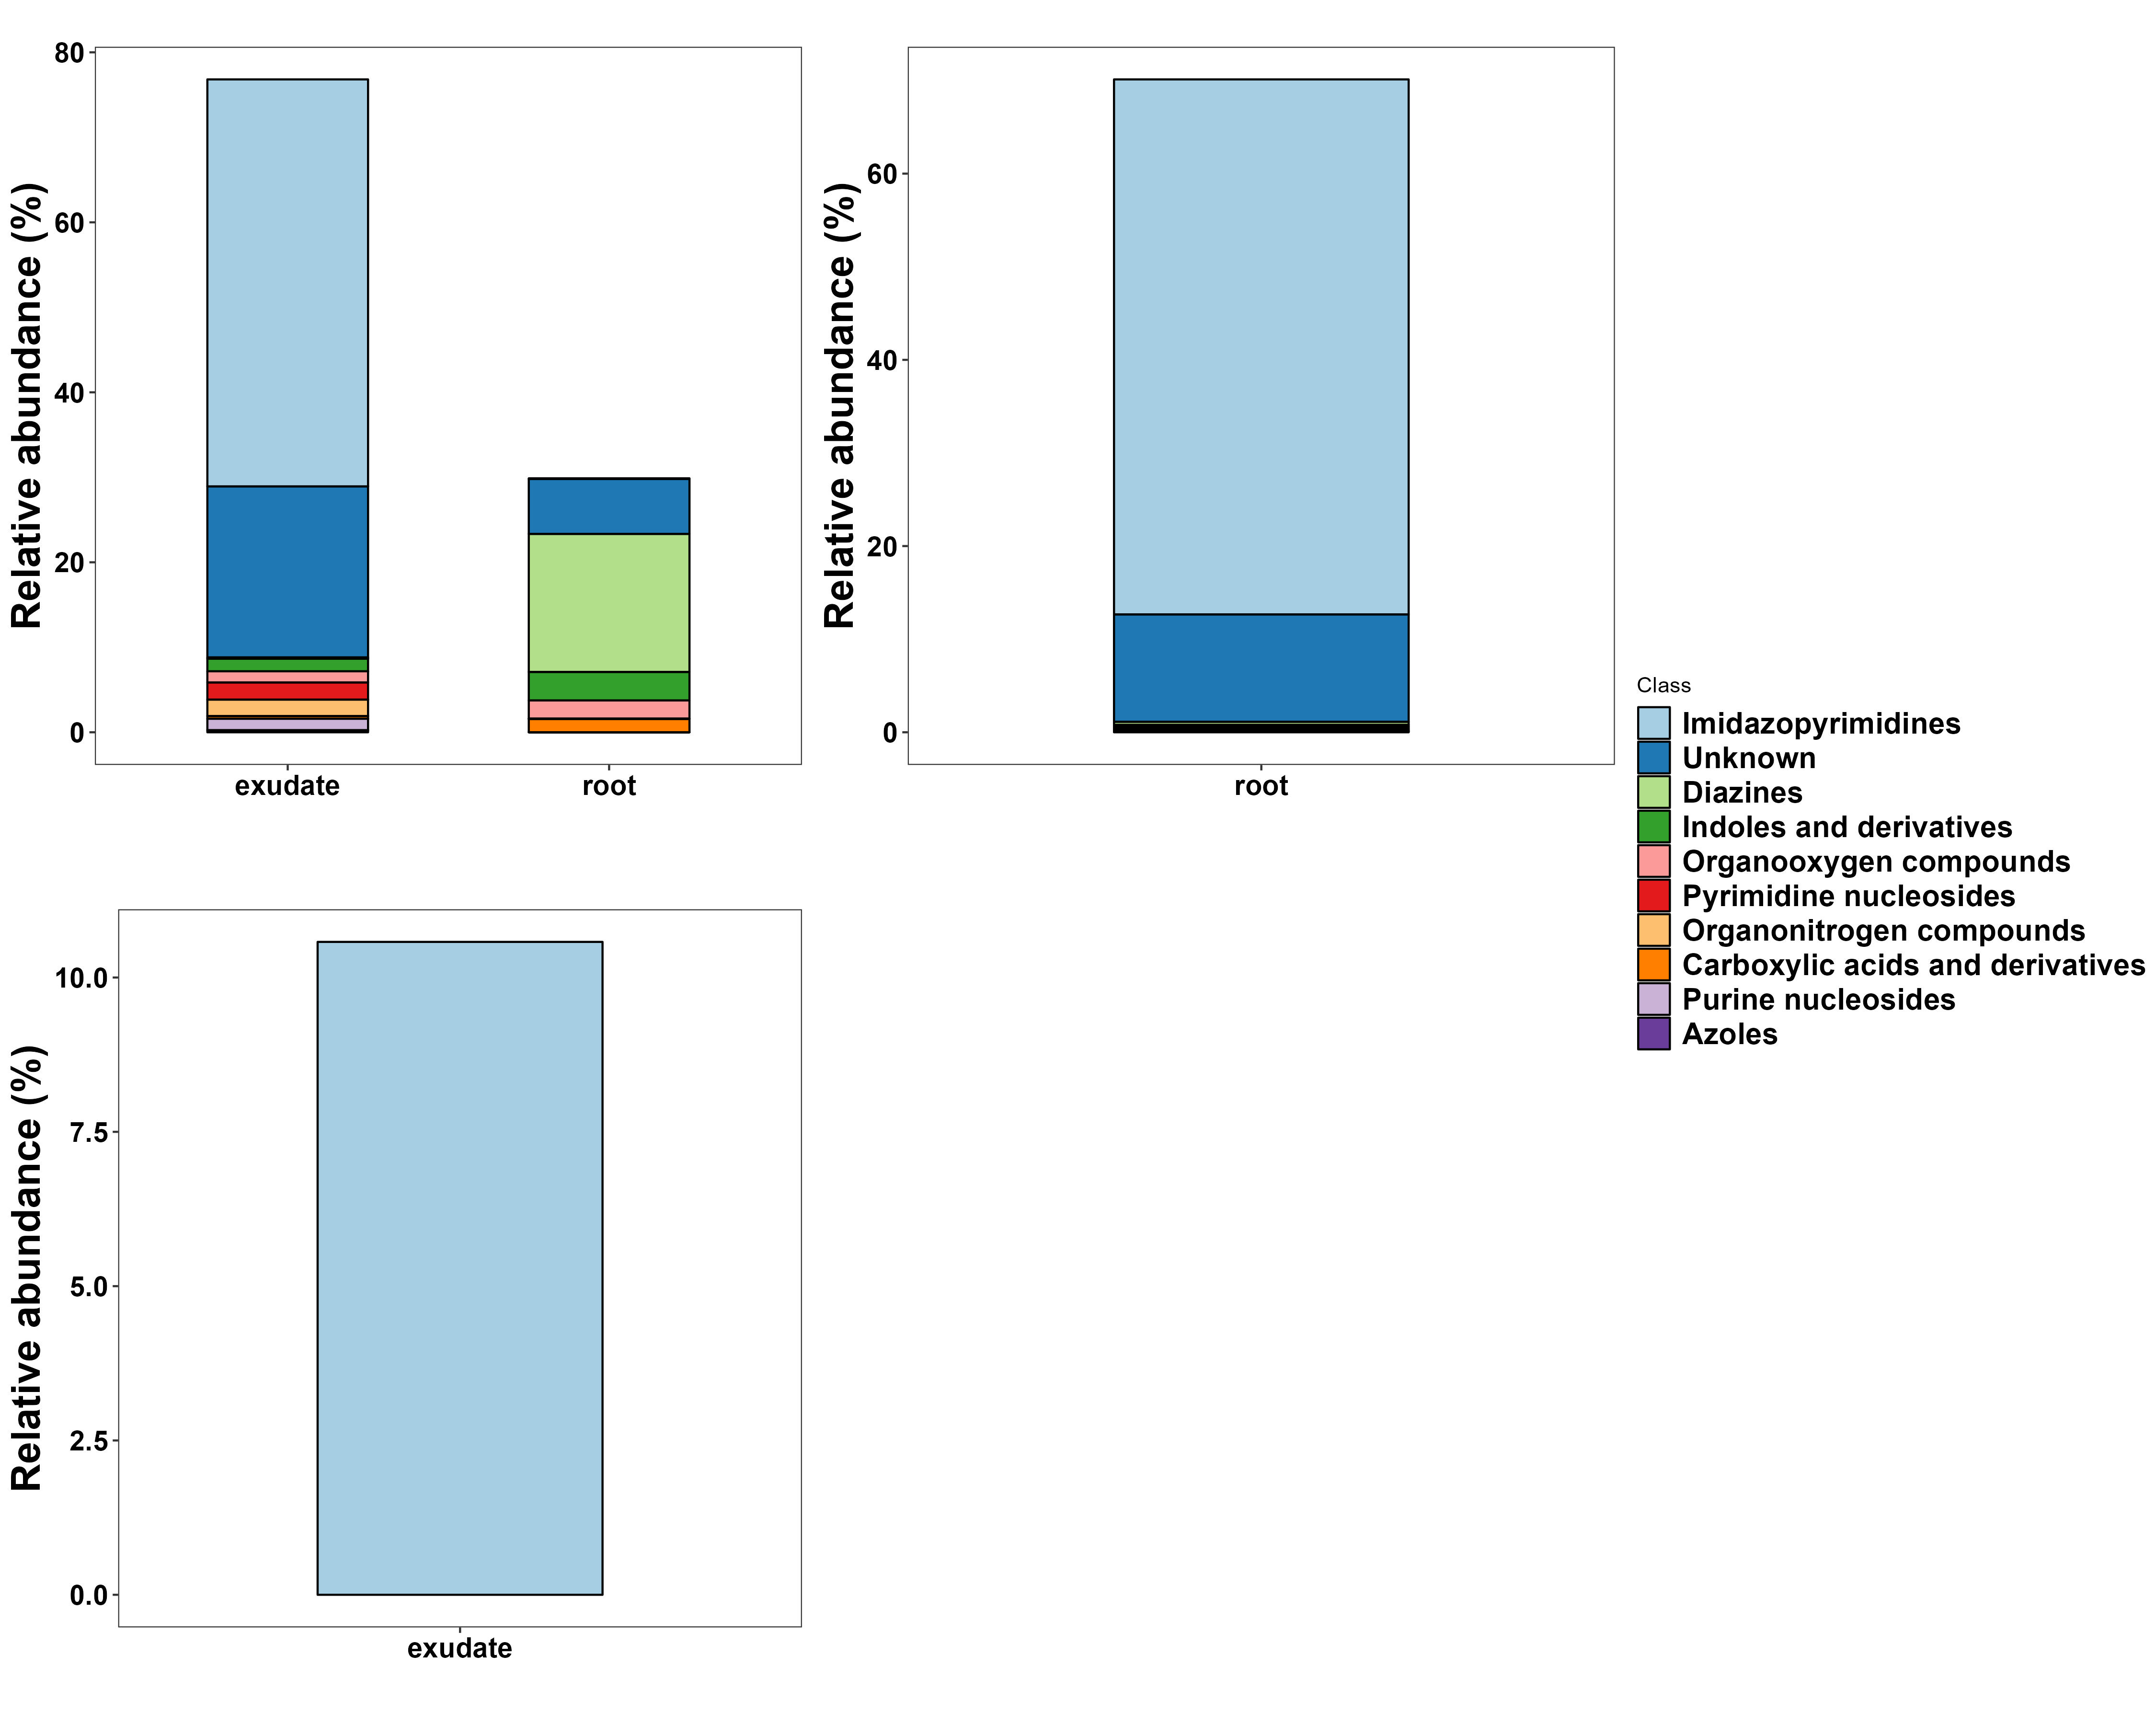 Relative abundance (%)
80
60
40
20
0
exudate root
Relative abundance (%)
60
40
20
0
root
Class
Imidazopyrimidines
Unknown
Diazines
Indoles and derivatives
Organooxygen compounds
Pyrimidine nucleosides
Organonitrogen compounds
Carboxylic acids and derivatives
Purine nucleosides
Azoles
Relative abundance (%)
10.0
7.5
5.0
2.5
0.0
exudate